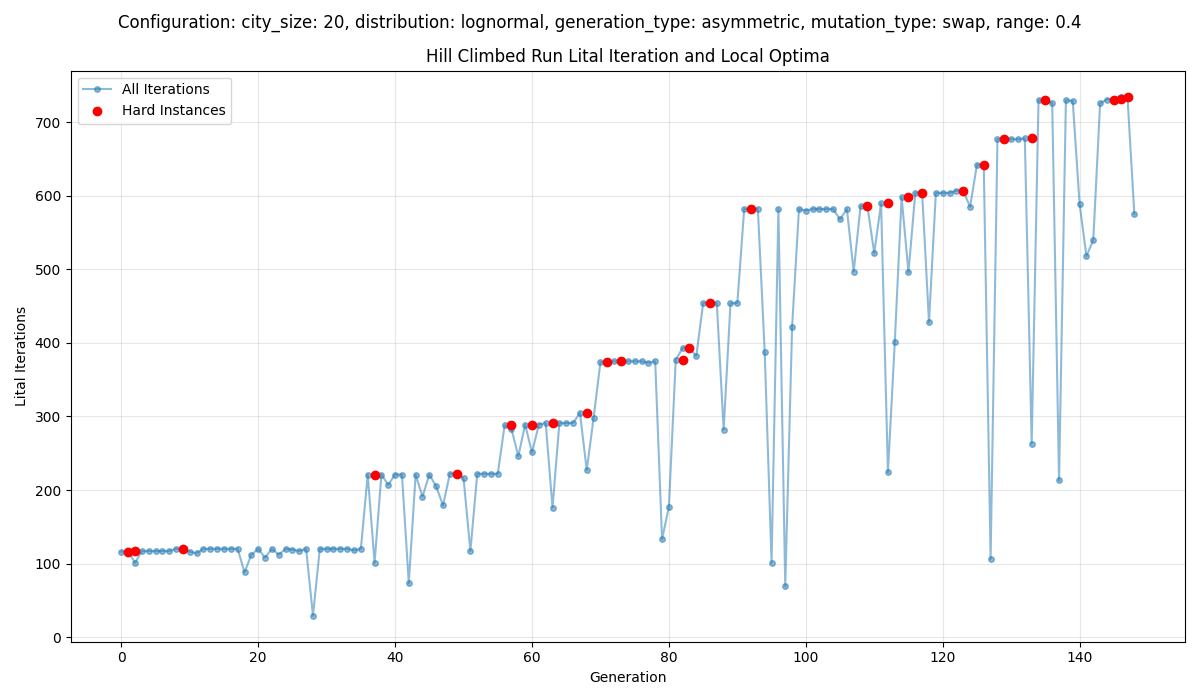 Configuration: city_size: 20, distribution: lognormal, generation_type: asymmetric, mutation_type: swap, range: 0.4
Hill Climbed Run Lital Iteration and Local Optima
All Iterations
Hard Instances
700
600
500
400
300
200
100
0
Lital Iterations
0 20 40 60 80 100 120 140
Generation